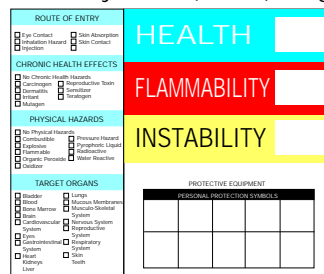 ROUTE OF ENTRY
Eye Contact Skin Absorption
Inhalation Hazard Skin Contact
Injection
CHRONIC HEALTH EFFECTS
No Chronic Health Hazards
Carcinogen Reproductive Toxin
Dermatitis Sensitizer
Irritant Teratogen
Mutagen
PHYSICAL HAZARDS
No Physical Hazards
Combustible Pressure Hazard
Explosive Pyrophoric Liquid
Flammable Radioactive
Organic Peroxide Water Reactive
Oxidizer
TARGET ORGANS
Bladder Lungs
Blood Mucous Membranes
Bone Marrow Musculo-Skeletal
Brain System
Cardiovascular Nervous System
System Reproductive
Eyes System
Gastrointestinal Respiratory
System System
Heart Skin
Kidneys Teeth
Liver
HEALTH
FLAMMABILITY
INSTABILITY
PROTECTIVE EQUIPMENT
PERSONAL PROTECTION SYMBOLS